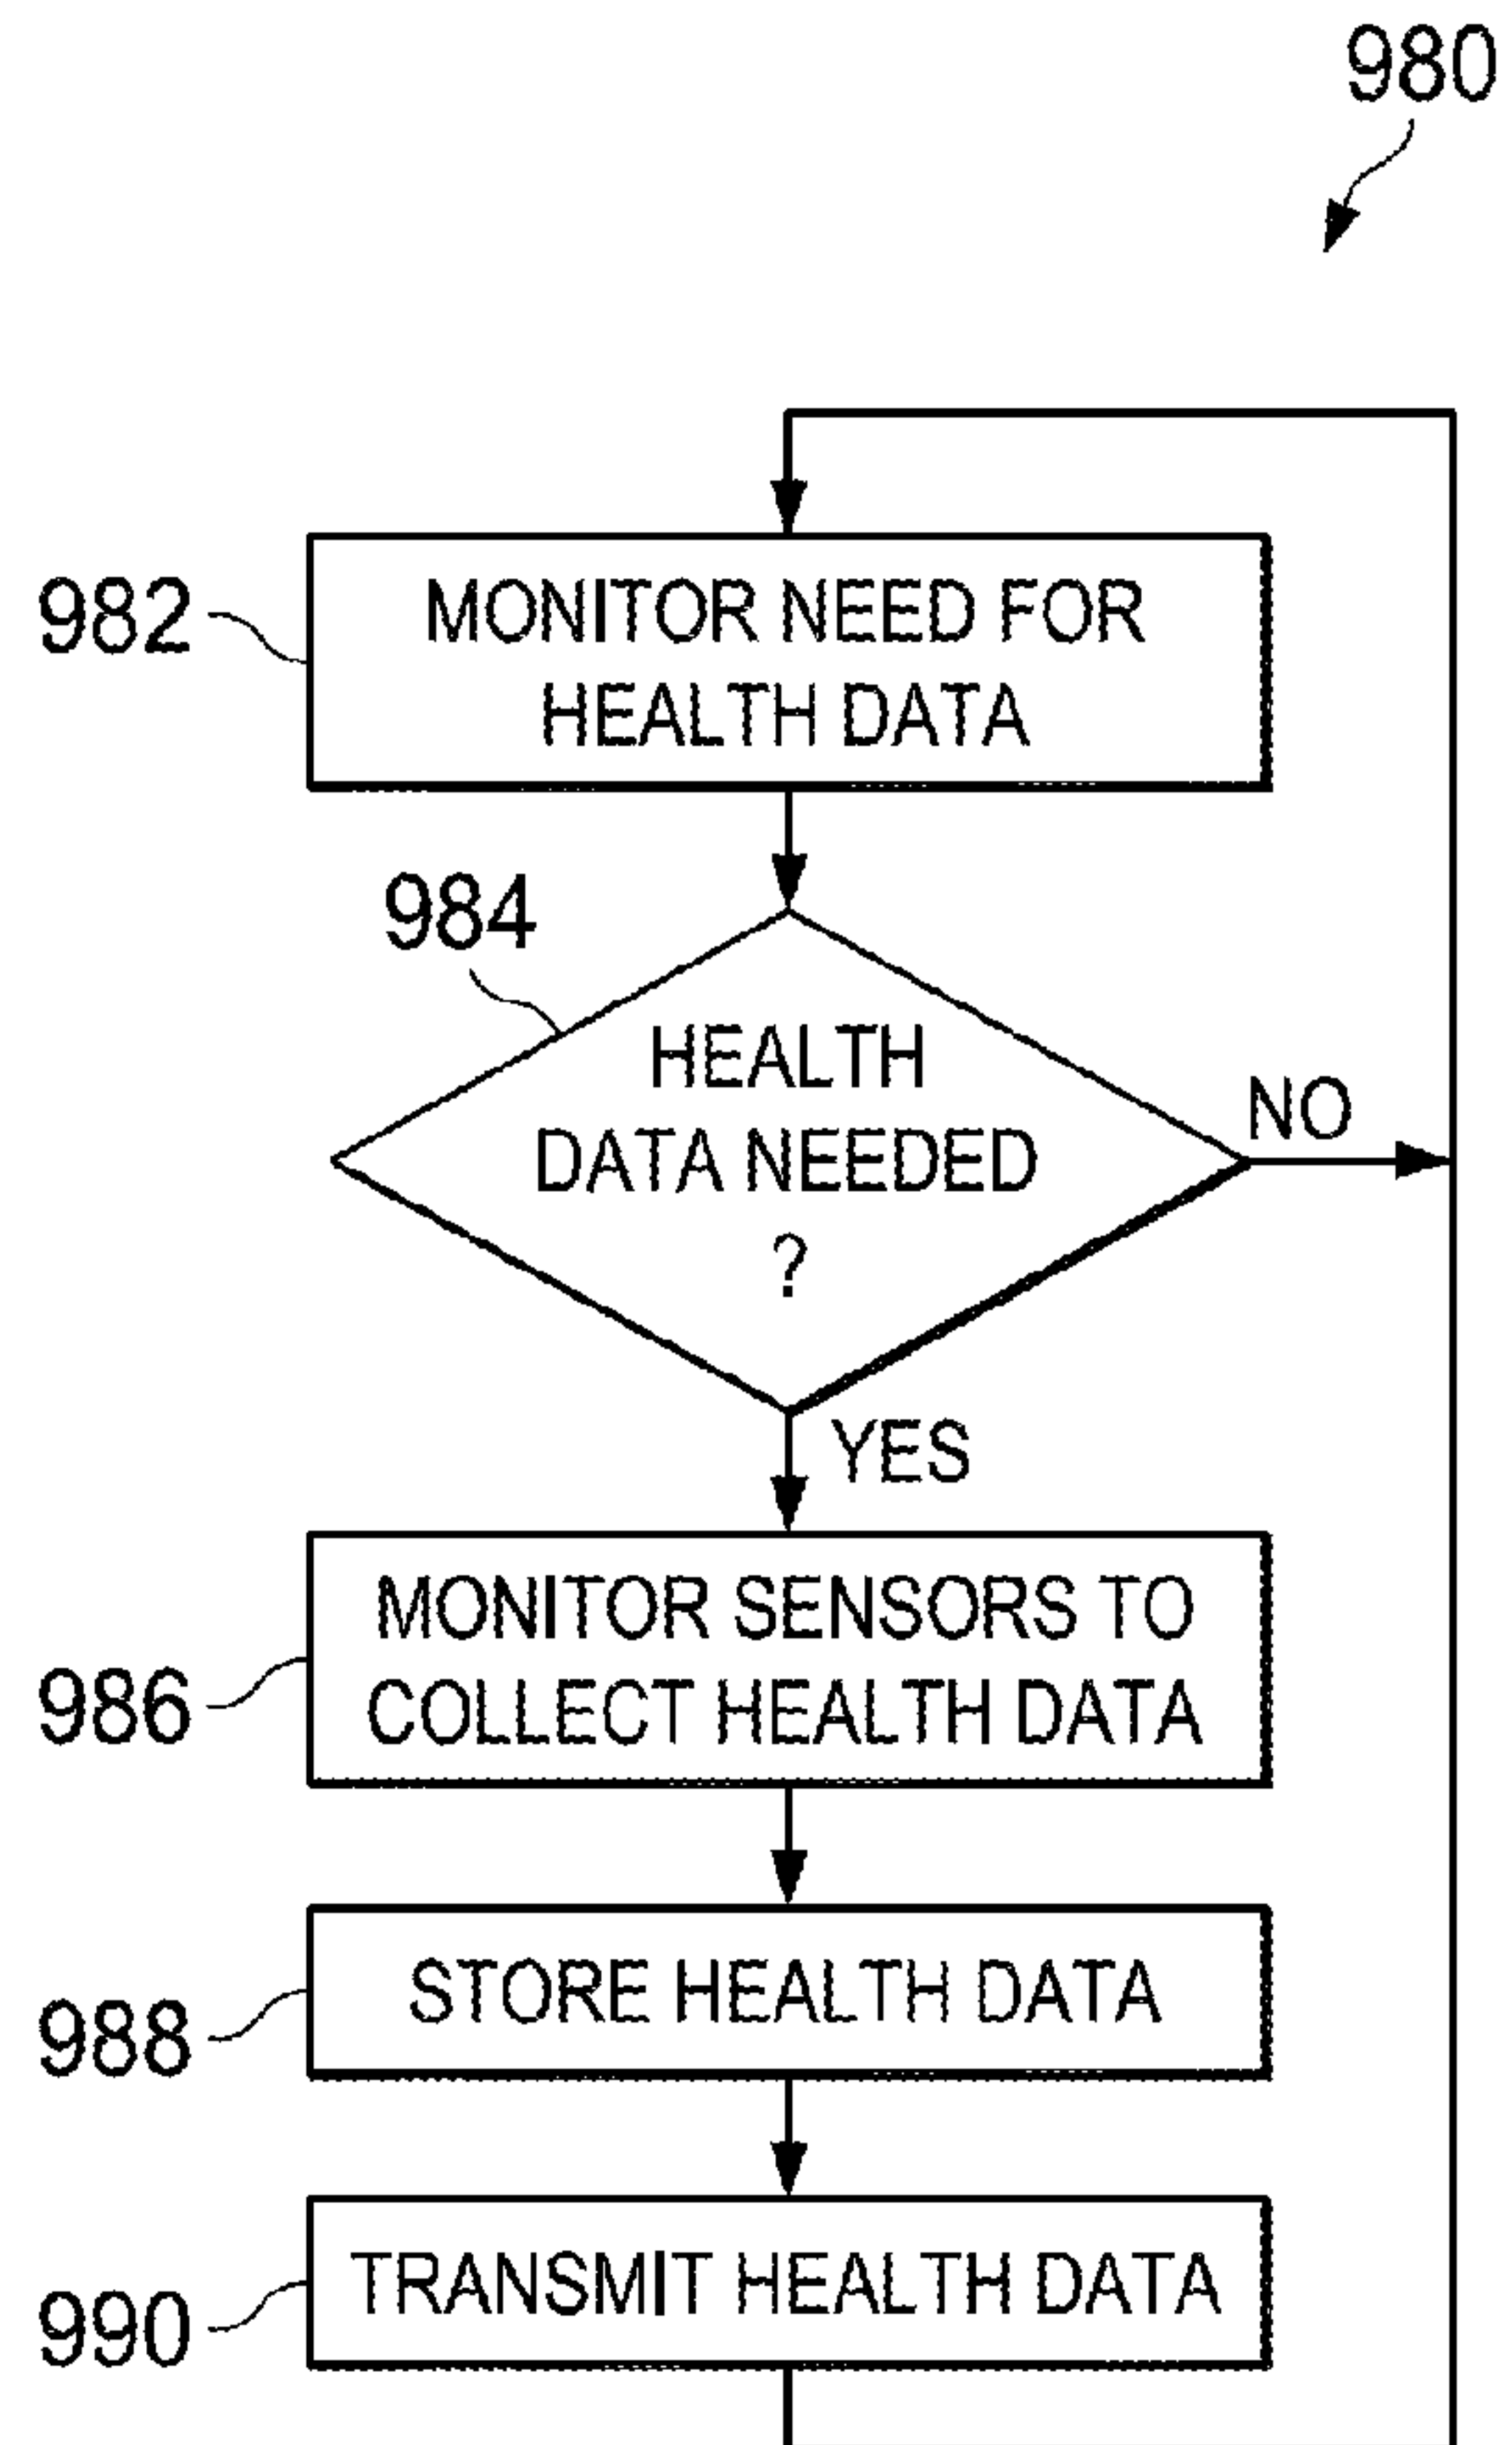 980
982
MONITOR NEED FOR
HEALTH DATA
984
HEALTH
DATA NEEDED
?
NO
YES
986
MONITOR SENSORS TO
COLLECT HEALTH DATA
988
STORE HEALTH DATA
990
TRANSMIT HEALTH DATA